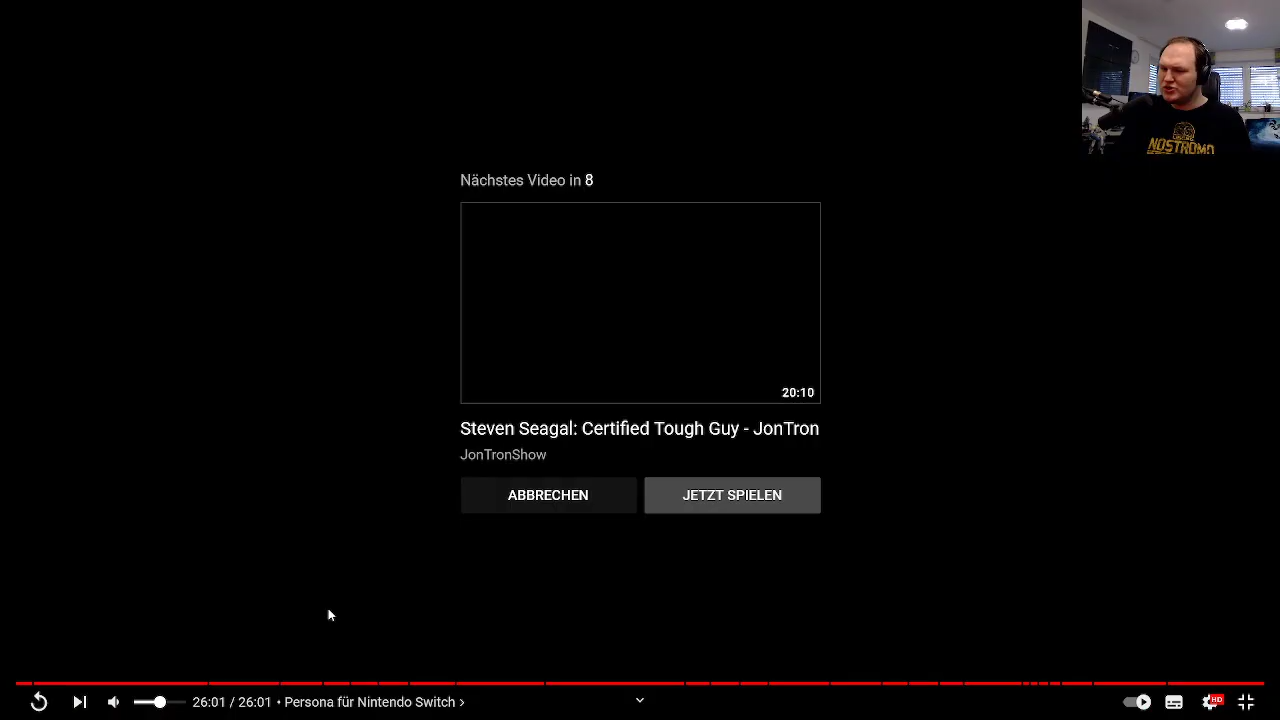 NOSTROMO
Nächstes Video in 8
20:10
Steven Seagal: Certified Tough Guy - JonTron
JonTronShow
ABBRECHEN
JETZT SPIELEN
26:01 / 26:01 • Persona für Nintendo Switch ›
HD